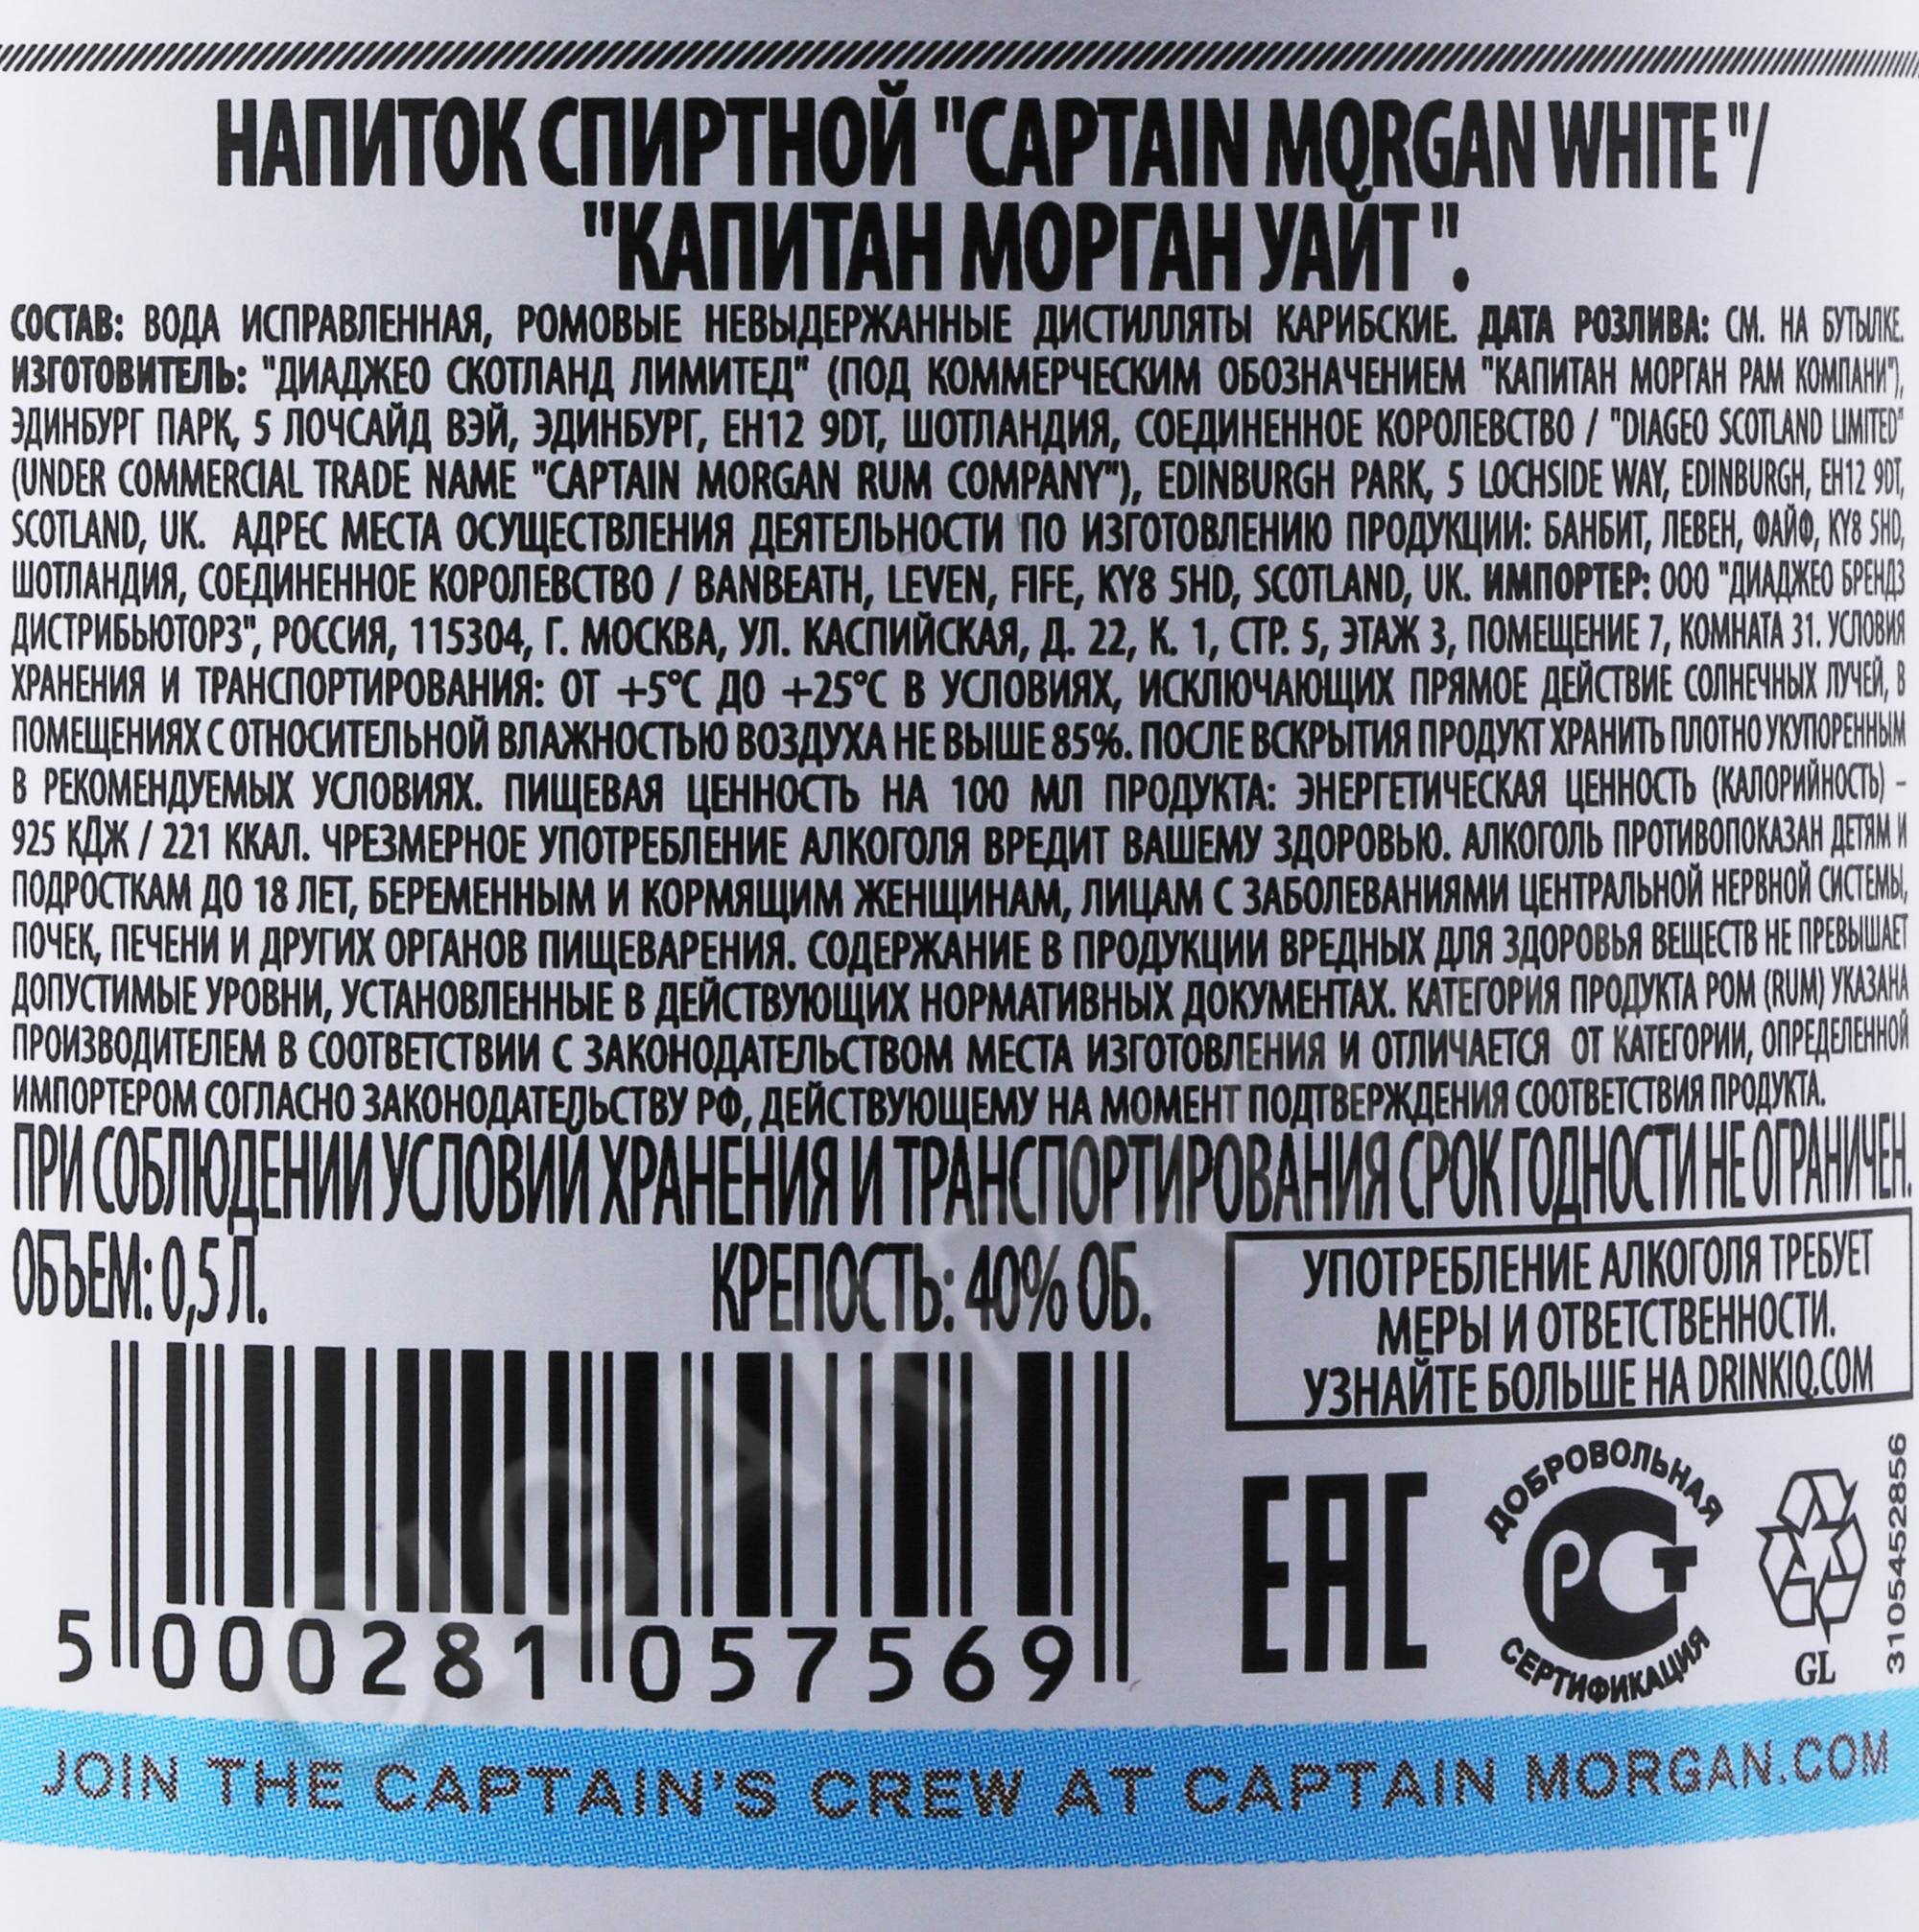 НАПИТОК СПИРТНОЙ "CAPTAIN MORGAN WHITE"/
"КАПИТАН МОРГАН УАЙТ".
СОСТАВ: ВОДА ИСПРАВЛЕННАЯ, РОМОВЫЕ НЕВЫДЕРЖАННЫЕ ДИСТИЛЛЯТЫ КАРИБСКИЕ. ДАТА РОЗЛИВА: СМ. НА БУТЫЛКЕ.
ИЗГОТОВИТЕЛЬ: "ДИАДЖЕО СКОТЛАНД ЛИМИТЕД" (ПОД КОММЕРЧЕСКИМ ОБОЗНАЧЕНИЕМ "КАПИТАН МОРГАН РАМ КОМПАНИ"),
ЭДИНБУРГ ПАРК, 5 ЛОЧСАЙД ВЭЙ, ЭДИНБУРГ, EH12 9DT, ШОТЛАНДИЯ, СОЕДИНЕННОЕ КОРОЛЕВСТВО / "DIAGEO SCOTLAND LIMITED"
(UNDER COMMERCIAL TRADE NAME "CAPTAIN MORGAN RUM COMPANY"), EDINBURGH PARK, 5 LOCHSIDE WAY, EDINBURGH, EH12 9DT,
SCOTLAND, UK. АДРЕС МЕСТА ОСУЩЕСТВЛЕНИЯ ДЕЯТЕЛЬНОСТИ ПО ИЗГОТОВЛЕНИЮ ПРОДУКЦИИ: БАНБИТ, ЛЕВЕН, ФАЙФ, KY8 5HD,
ШОТЛАНДИЯ, СОЕДИНЕННОЕ КОРОЛЕВСТВО / BANBEATH, LEVEN, FIFE, KY8 5HD, SCOTLAND, UK. ИМПОРТЕР: ООО "ДИАДЖЕО БРЕНДЗ
ДИСТРИБЬЮТОРЗ", РОССИЯ, 115304, Г. МОСКВА, УЛ. КАСПИЙСКАЯ, Д. 22, К. 1, СТР. 5, ЭТАЖ 3, ПОМЕЩЕНИЕ 7, КОМНАТА 31. УСЛОВИЯ
ХРАНЕНИЯ И ТРАНСПОРТИРОВАНИЯ: ОТ +5°C ДО +25°C В УСЛОВИЯХ, ИСКЛЮЧАЮЩИХ ПРЯМОЕ ДЕЙСТВИЕ СОЛНЕЧНЫХ ЛУЧЕЙ, В
ПОМЕЩЕНИЯХ С ОТНОСИТЕЛЬНОЙ ВЛАЖНОСТЬЮ ВОЗДУХА НЕ ВЫШЕ 85%. ПОСЛЕ ВСКРЫТИЯ ПРОДУКТ ХРАНИТЬ ПЛОТНО УКУПОРЕННЫМ
В РЕКОМЕНДУЕМЫХ УСЛОВИЯХ. ПИЩЕВАЯ ЦЕННОСТЬ НА 100 МЛ ПРОДУКТА: ЭНЕРГЕТИЧЕСКАЯ ЦЕННОСТЬ (КАЛОРИЙНОСТЬ) –
925 КДЖ / 221 ККАЛ. ЧРЕЗМЕРНОЕ УПОТРЕБЛЕНИЕ АЛКОГОЛЯ ВРЕДИТ ВАШЕМУ ЗДОРОВЬЮ. АЛКОГОЛЬ ПРОТИВОПОКАЗАН ДЕТЯМ И
ПОДРОСТКАМ ДО 18 ЛЕТ, БЕРЕМЕННЫМ И КОРМЯЩИМ ЖЕНЩИНАМ, ЛИЦАМ С ЗАБОЛЕВАНИЯМИ ЦЕНТРАЛЬНОЙ НЕРВНОЙ СИСТЕМЫ,
ПОЧЕК, ПЕЧЕНИ И ДРУГИХ ОРГАНОВ ПИЩЕВАРЕНИЯ. СОДЕРЖАНИЕ В ПРОДУКЦИИ ВРЕДНЫХ ДЛЯ ЗДОРОВЬЯ ВЕЩЕСТВ НЕ ПРЕВЫШАЕТ
ДОПУСТИМЫЕ УРОВНИ, УСТАНОВЛЕННЫЕ В ДЕЙСТВУЮЩИХ НОРМАТИВНЫХ ДОКУМЕНТАХ. КАТЕГОРИЯ ПРОДУКТА РОМ (RUM) УКАЗАНА
ПРОИЗВОДИТЕЛЕМ В СООТВЕТСТВИИ С ЗАКОНОДАТЕЛЬСТВОМ МЕСТА ИЗГОТОВЛЕНИЯ И ОТЛИЧАЕТСЯ ОТ КАТЕГОРИИ, ОПРЕДЕЛЕННОЙ
ИМПОРТЕРОМ СОГЛАСНО ЗАКОНОДАТЕЛЬСТВУ РФ, ДЕЙСТВУЮЩЕМУ НА МОМЕНТ ПОДТВЕРЖДЕНИЯ СООТВЕТСТВИЯ ПРОДУКТА.
ПРИ СОБЛЮДЕНИИ УСЛОВИЙ ХРАНЕНИЯ И ТРАНСПОРТИРОВАНИЯ СРОК ГОДНОСТИ НЕ ОГРАНИЧЕН.
ОБЪЕМ: 0,5 Л. КРЕПОСТЬ: 40% ОБ.
УПОТРЕБЛЕНИЕ АЛКОГОЛЯ ТРЕБУЕТ
МЕРЫ И ОТВЕТСТВЕННОСТИ.
УЗНАЙТЕ БОЛЬШЕ НА DRINKIQ.COM
5 000281 057569
EAC
ДОБРОВОЛЬНАЯ
РСТ
СЕРТИФИКАЦИЯ
GL
3105452856
JOIN THE CAPTAIN'S CREW AT CAPTAIN MORGAN.COM